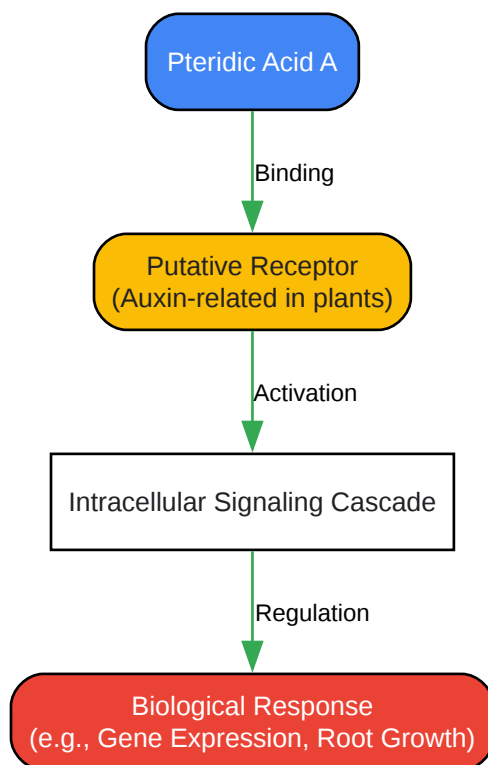 Pteridic Acid A
Binding
Putative Receptor
(Auxin-related in plants)
Activation
Intracellular Signaling Cascade
Regulation
Biological Response
(e.g., Gene Expression, Root Growth)